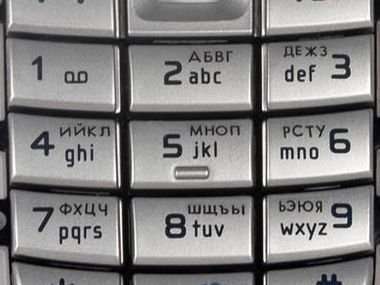 1
2 АБВГ abc
ДЕЖЗ def 3
4 ИЙКЛ ghi
5 МНОП jkl
РСТУ mno 6
7 ФХЦЧ pqrs
8 ШЩЪЫ tuv
ЬЭЮЯ wxyz 9